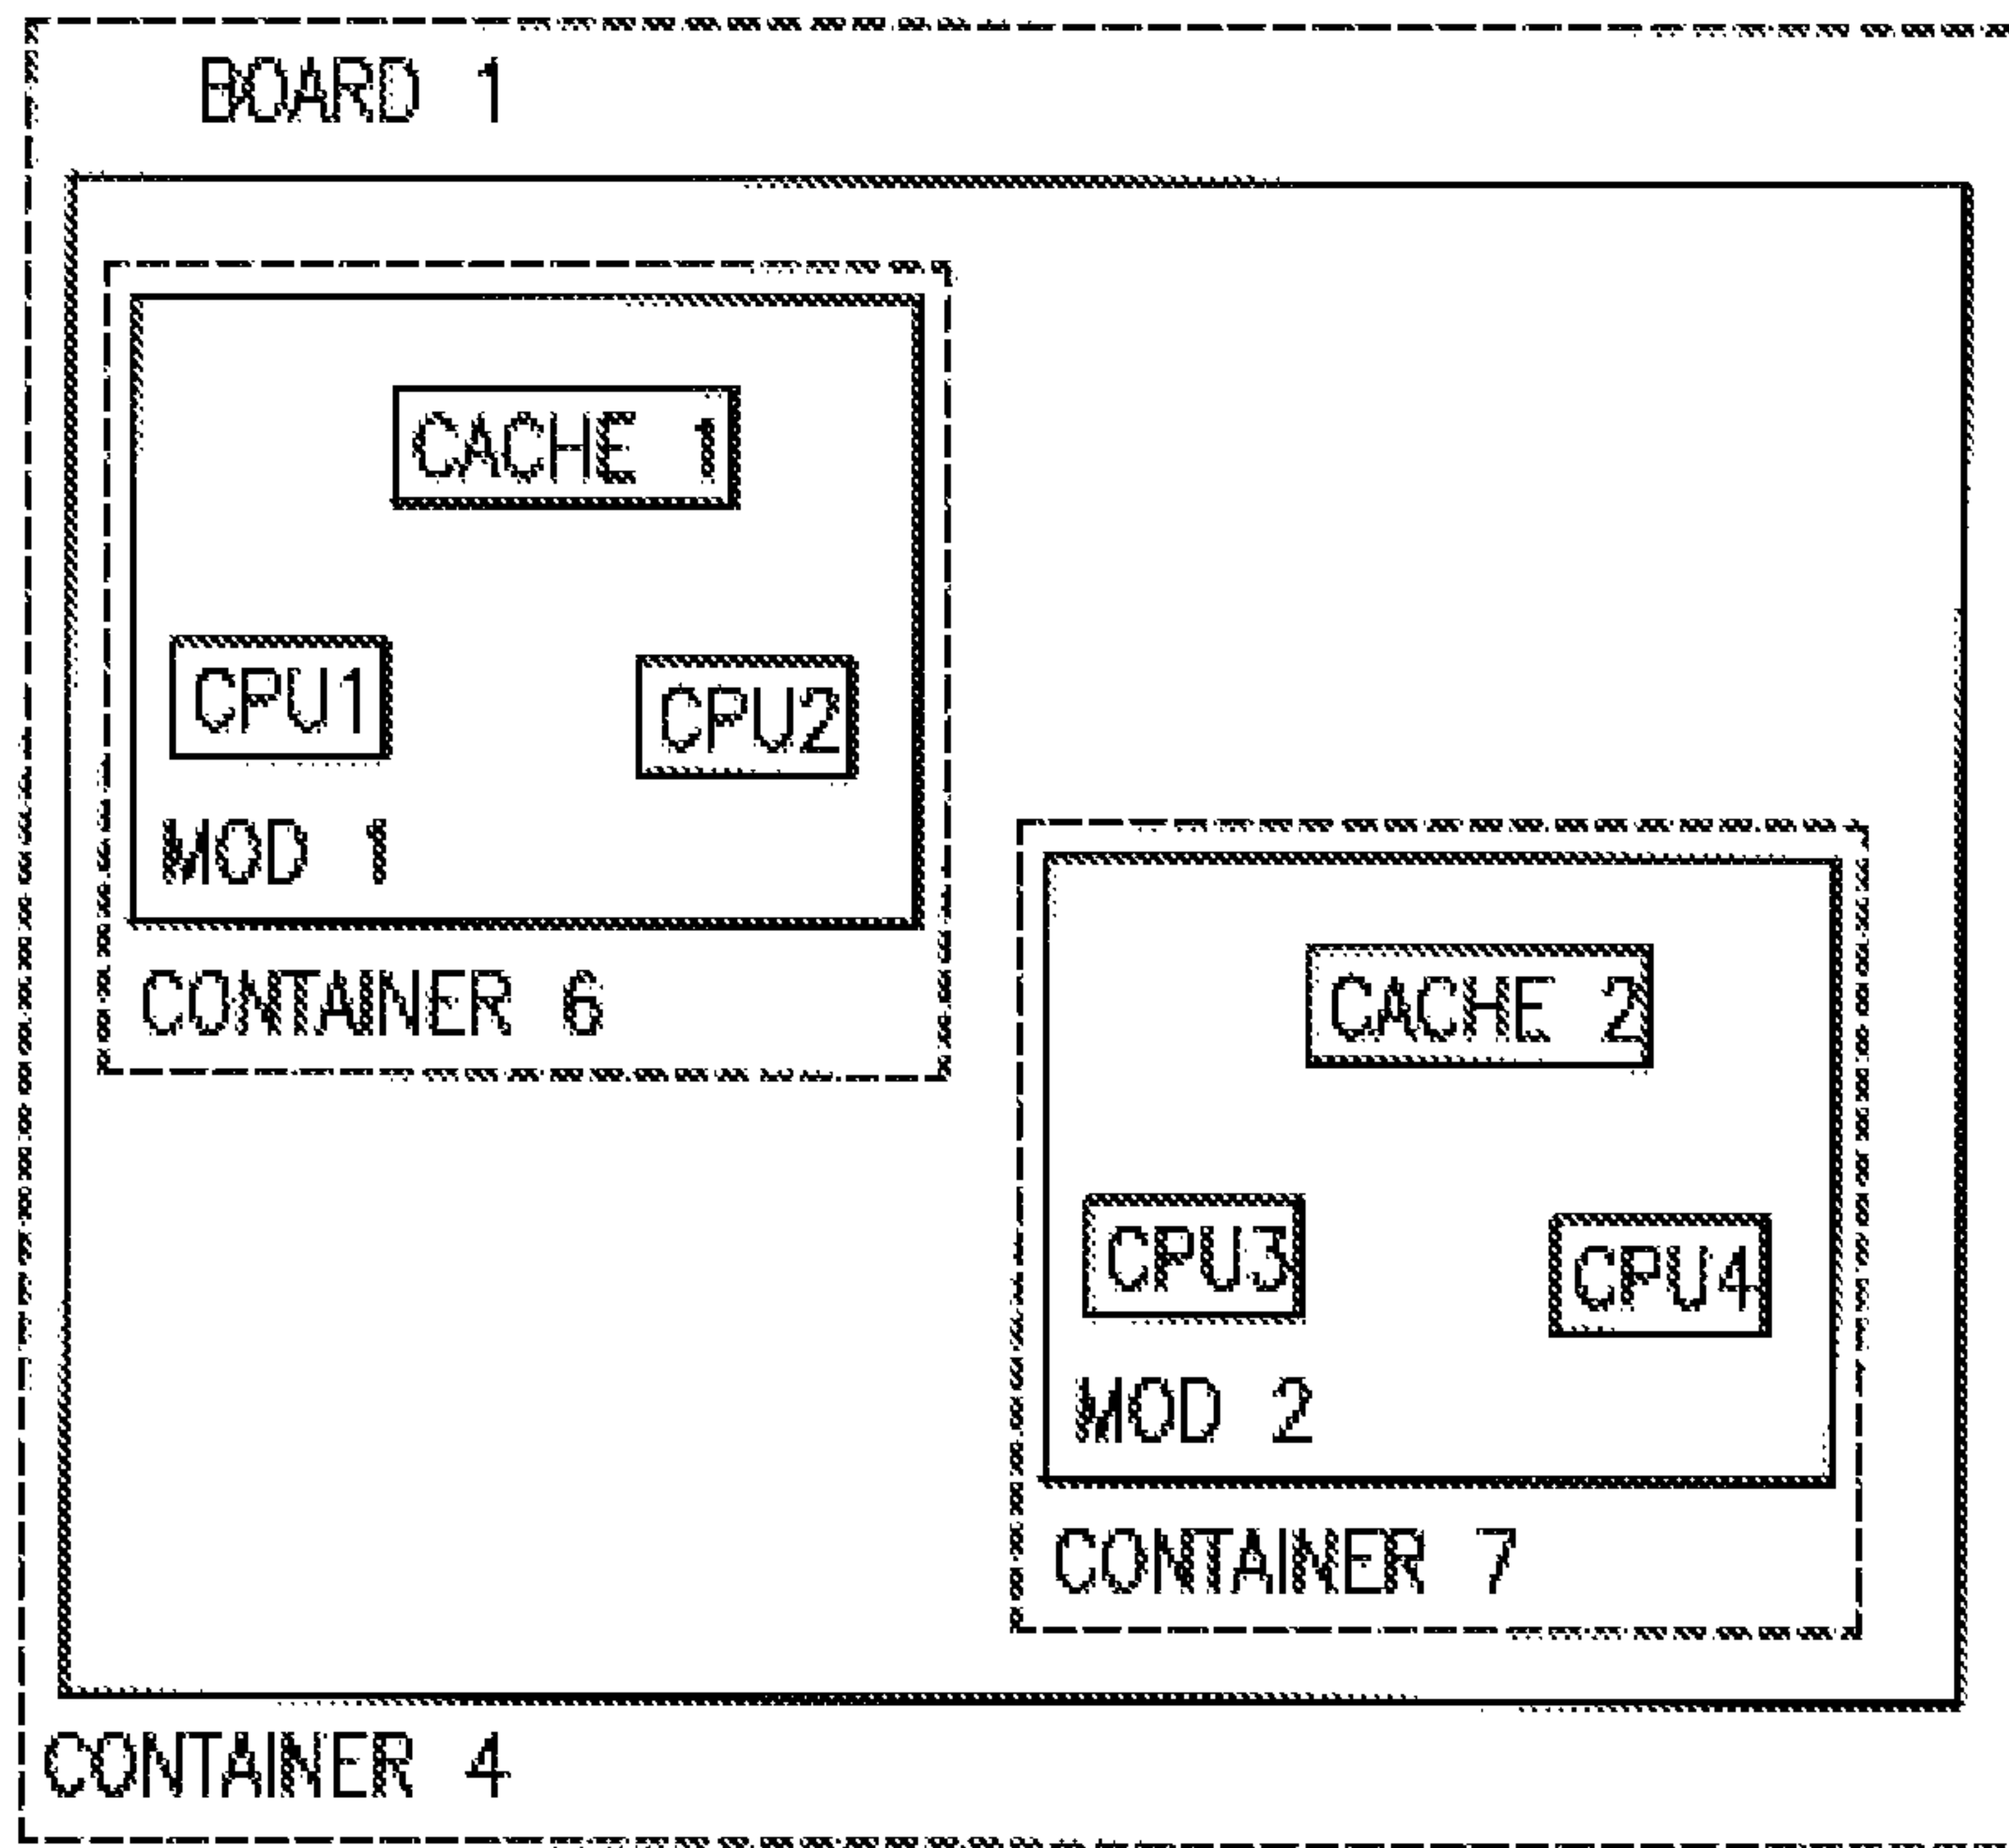 BOARD 1
CACHE 1
CPU1
CPU2
MOD 1
CONTAINER 6
CACHE 2
CPU3
CPU4
MOD 2
CONTAINER 7
CONTAINER 4